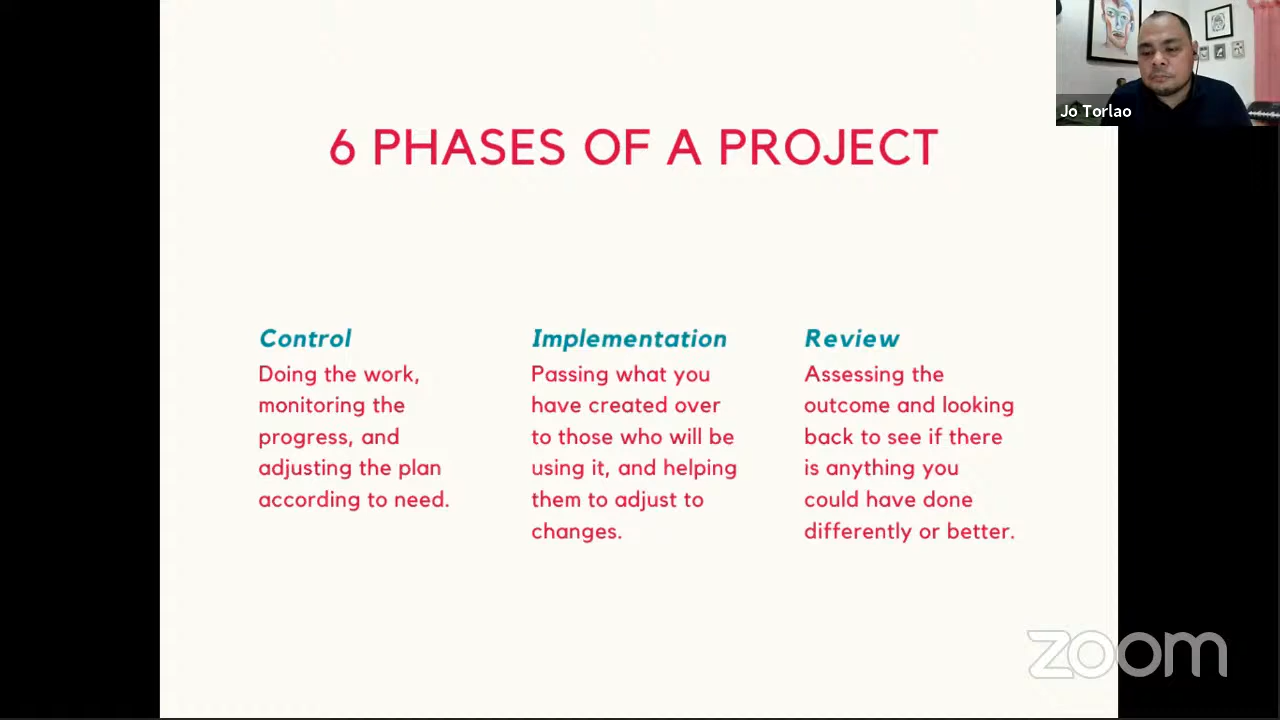 Jo Torlao
6 PHASES OF A PROJECT
Control
Doing the work,
monitoring the
progress, and
adjusting the plan
according to need.
Implementation
Passing what you
have created over
to those who will be
using it, and helping
them to adjust to
changes.
Review
Assessing the
outcome and looking
back to see if there
is anything you
could have done
differently or better.
zoom